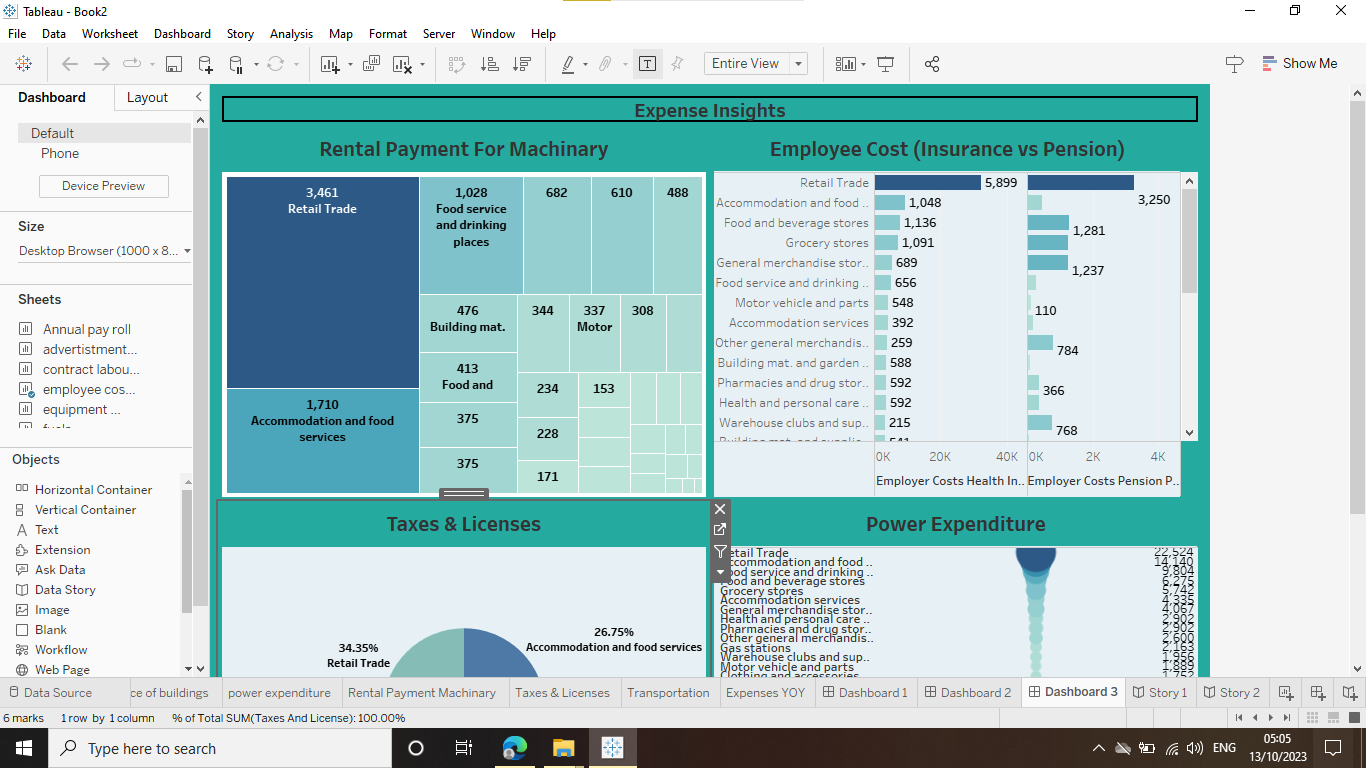 Tableau - Book2
File Data Worksheet Dashboard Story Analysis Map Format Server Window Help
Entire View
Show Me
Dashboard Layout
Default
Phone
Device Preview
Size
Desktop Browser (1000 x 8...
Sheets
Annual pay roll
advertistment...
contract labou...
employee cos...
equipment ...
Objects
Horizontal Container
Vertical Container
Text
Extension
Ask Data
Data Story
Image
Blank
Workflow
Web Page
Expense Insights
Rental Payment For Machinary
3,461
Retail Trade
1,028
Food service
and drinking
places
682
610
488
476
Building mat.
344
337
Motor
308
413
Food and
234
153
1,710
Accommodation and food
services
375
228
375
171
Employee Cost (Insurance vs Pension)
Retail Trade 5,899 3,250
Accommodation and food .. 1,048
Food and beverage stores 1,136 1,281
Grocery stores 1,091
General merchandise stor.. 689 1,237
Food service and drinking .. 656
Motor vehicle and parts 548 110
Accommodation services 392
Other general merchandis.. 259 784
Building mat. and garden .. 588
Pharmacies and drug stor.. 592 366
Health and personal care .. 592
Warehouse clubs and sup.. 215 768
0K 20K 40K 0K 2K 4K
Employer Costs Health In.. Employer Costs Pension P..
Taxes & Licenses
34.35%
Retail Trade
26.75%
Accommodation and food services
Power Expenditure
Retail Trade 22,524
Accommodation and food .. 14,140
Food service and drinking .. 9,804
Food and beverage stores 6,275
Grocery stores 5,742
Accommodation services 4,335
General merchandise stor.. 4,067
Health and personal care .. 2,902
Pharmacies and drug stor.. 2,902
Other general merchandis.. 2,600
Gas stations 2,163
Warehouse clubs and sup..
Motor vehicle and parts
Clothing and accessories
Data Source ce of buildings power expenditure Rental Payment Machinary Taxes & Licenses Transportation Expenses YOY Dashboard 1 Dashboard 2 Dashboard 3 Story 1 Story 2
6 marks 1 row by 1 column % of Total SUM(Taxes And License): 100.00%
Type here to search
ENG
05:05
13/10/2023